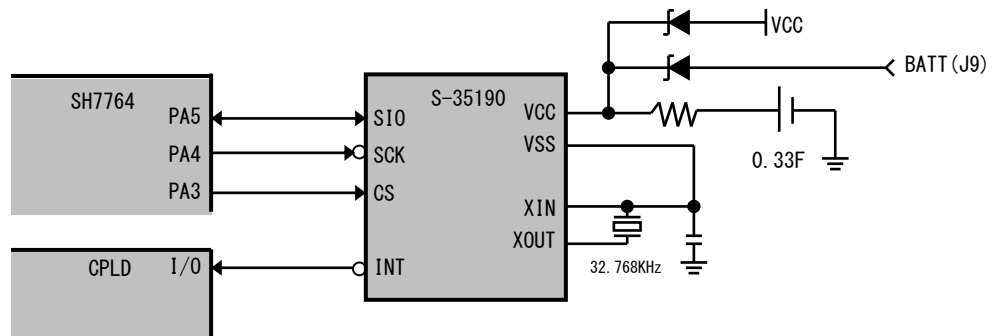 VCC
BATT(J9)
SH7764
S-35190
PA5
SIO
VCC
PA4
SCK
VSS
0.33F
PA3
CS
XIN
XOUT
32.768KHz
CPLD
I/O
INT